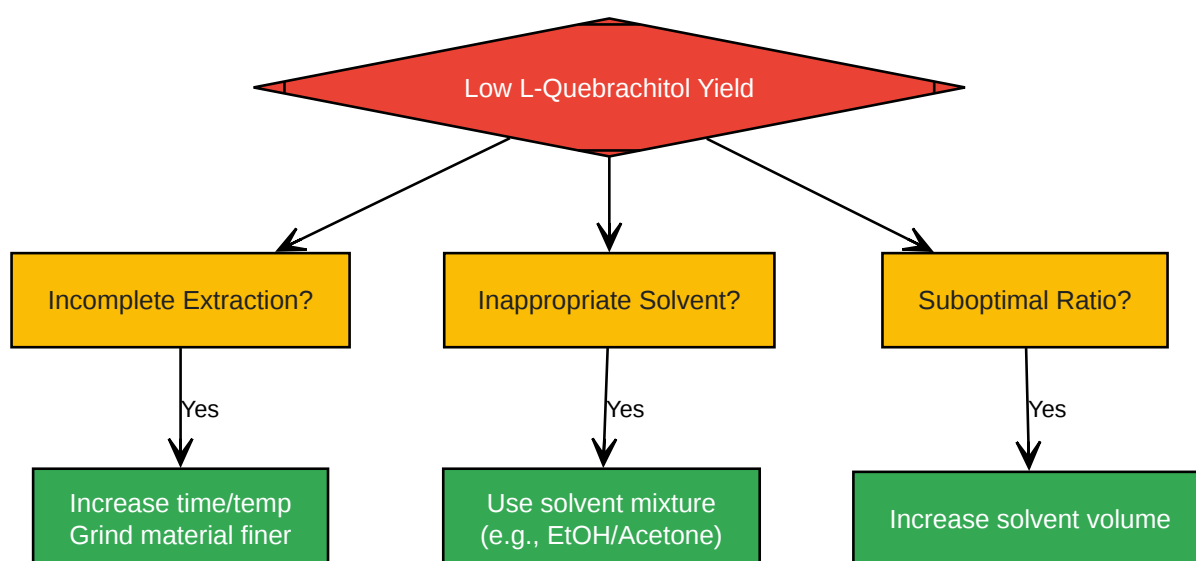 Low L-Quebrachitol Yield
Incomplete Extraction?
Inappropriate Solvent?
Suboptimal Ratio?
Yes
Yes
Yes
Increase time/temp
Grind material finer
Use solvent mixture
(e.g., EtOH/Acetone)
Increase solvent volume